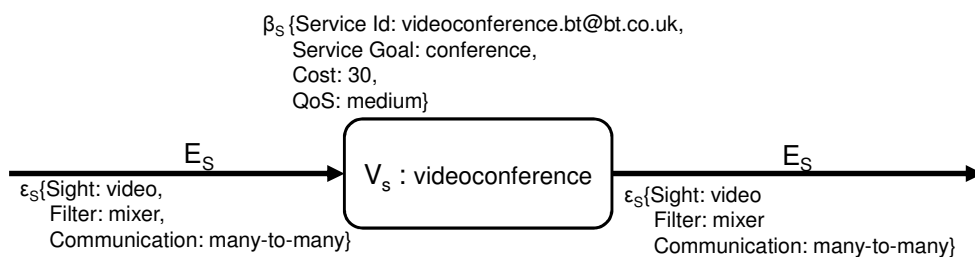 βS {Service Id: videoconference.bt@bt.co.uk,
Service Goal: conference,
Cost: 30,
QoS: medium}
ES
Vs : videoconference
ES
εS{Sight: video,
Filter: mixer,
Communication: many-to-many}
εS{Sight: video
Filter: mixer
Communication: many-to-many}